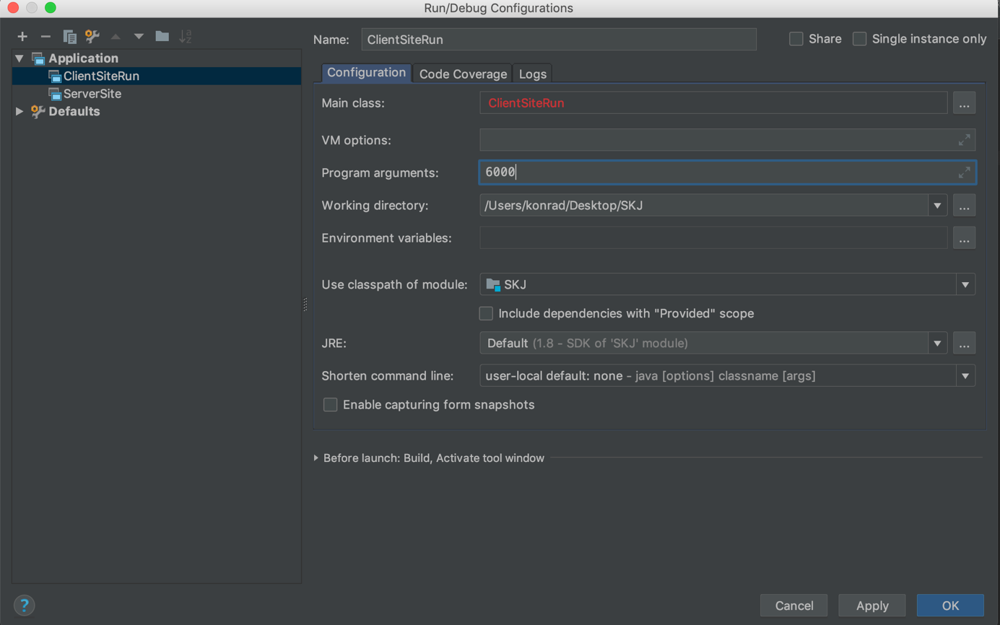 Run/Debug Configurations
Application
ClientSiteRun
ServerSite
Defaults
Name: ClientSiteRun Share Single instance only
Configuration Code Coverage Logs
Main class: ClientSiteRun ...
VM options:
Program arguments: 6000
Working directory: /Users/konrad/Desktop/SKJ ...
Environment variables: ...
Use classpath of module: SKJ
Include dependencies with "Provided" scope
JRE: Default (1.8 - SDK of 'SKJ' module) ...
Shorten command line: user-local default: none - java [options] classname [args]
Enable capturing form snapshots
Before launch: Build, Activate tool window
? Cancel Apply OK